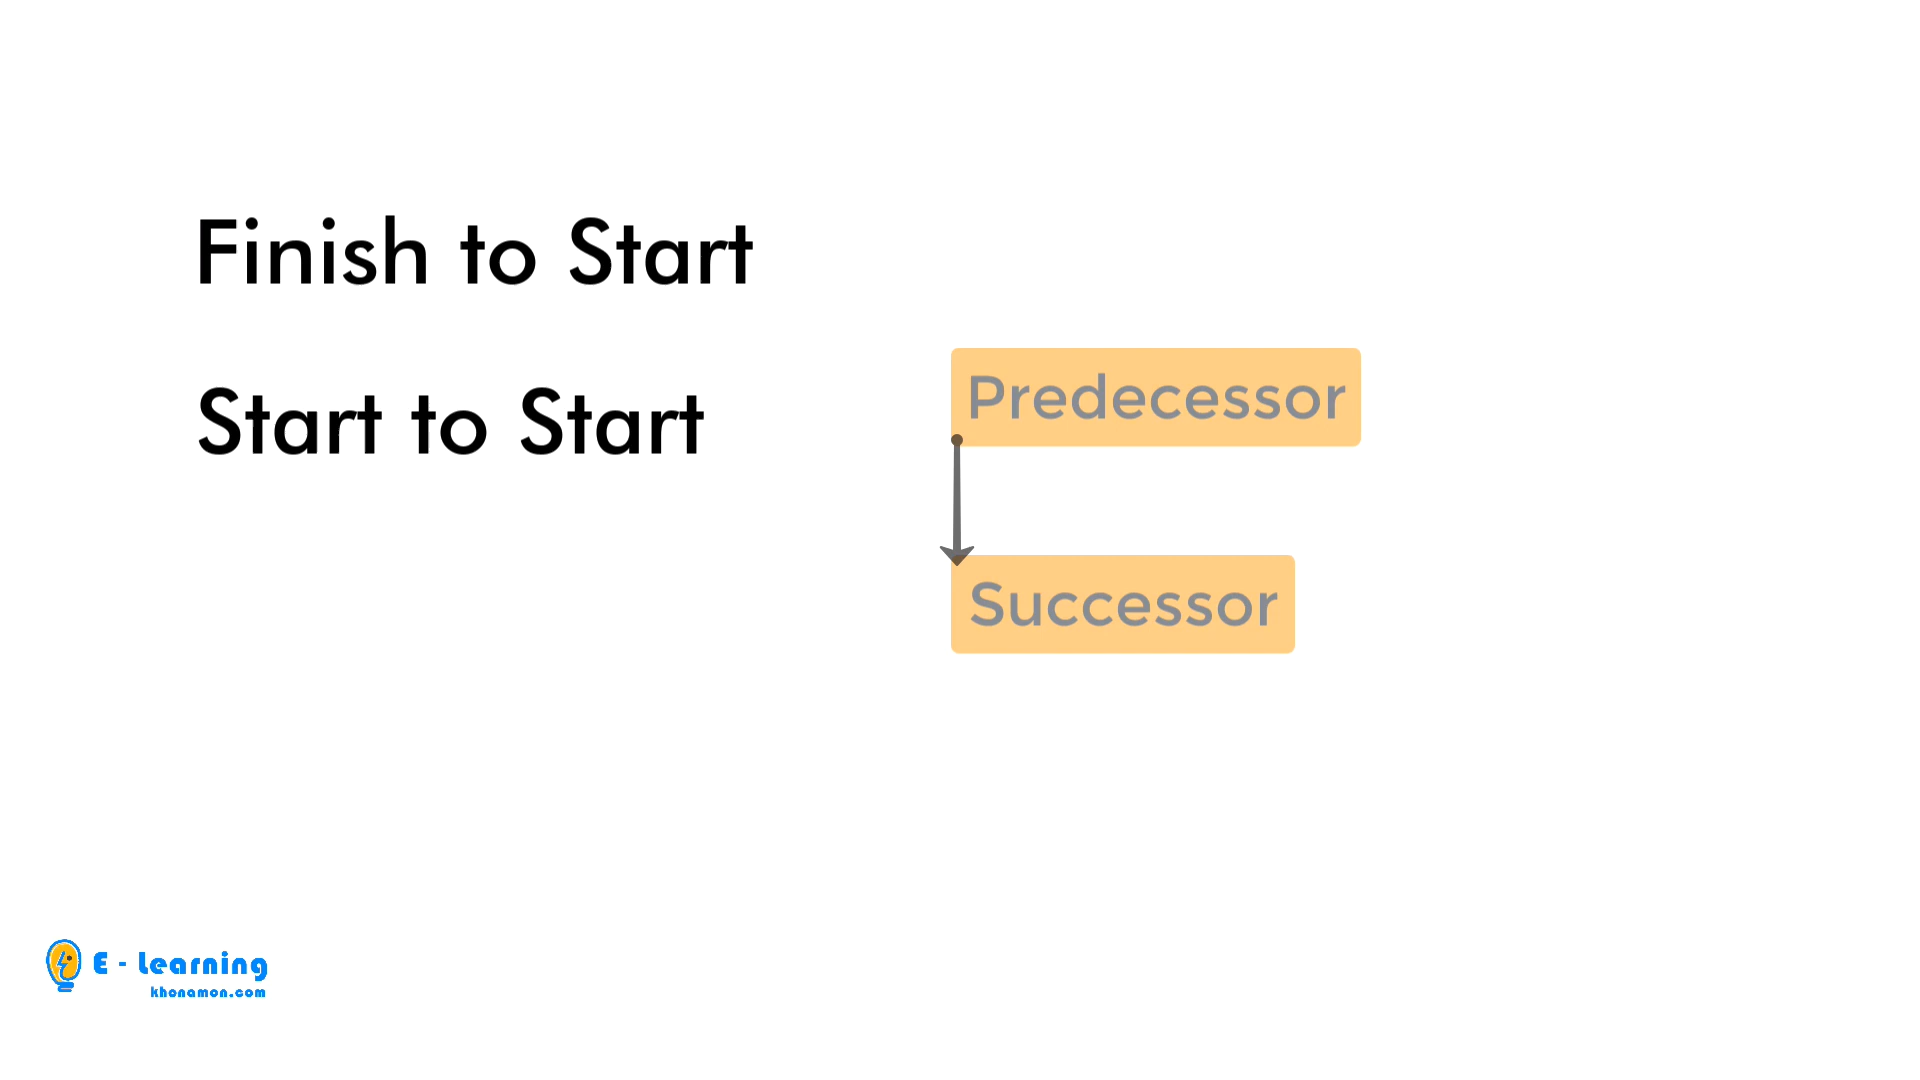 Finish to Start
Start to Start
Predecessor
Successor
E - Learning
khonamon.com